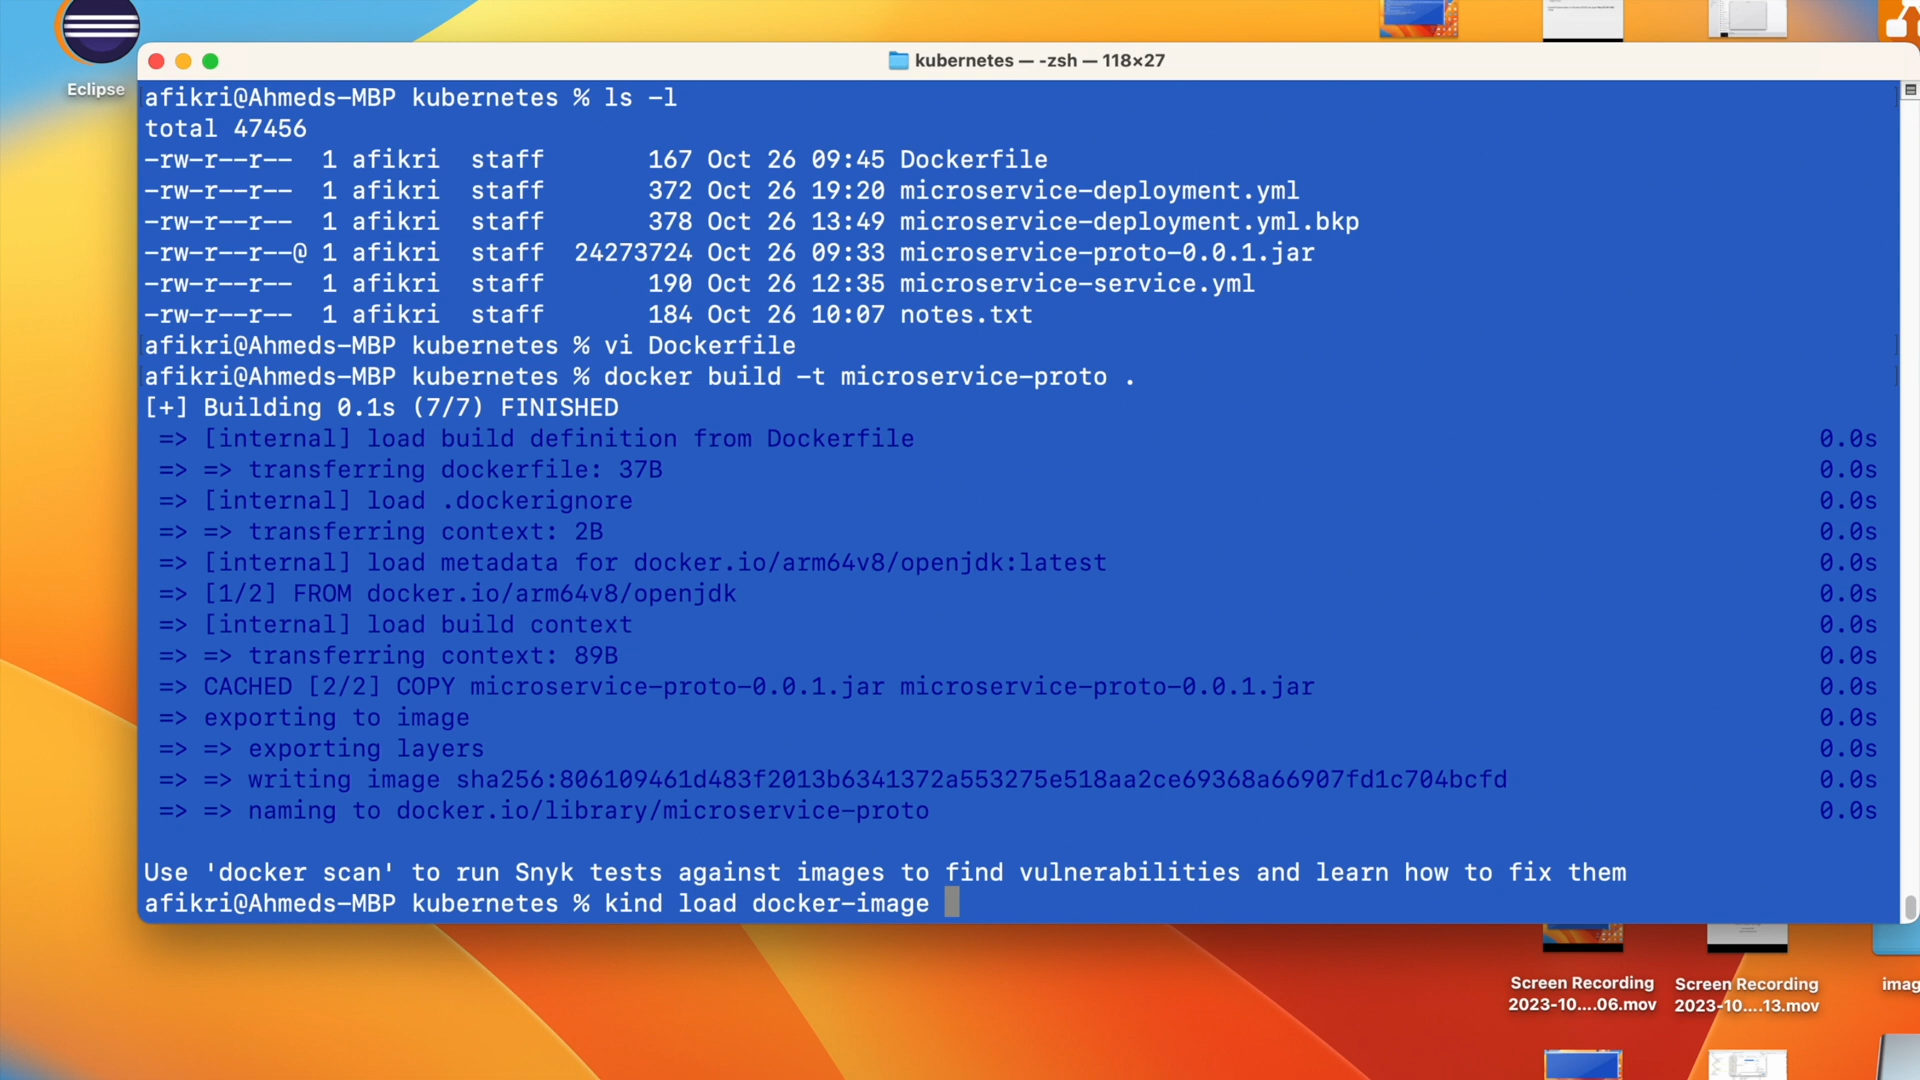 Eclipse
kubernetes — -zsh — 118×27
afikri@Ahmeds-MBP kubernetes % ls -l
total 47456
-rw-r--r--  1 afikri  staff       167 Oct 26 09:45 Dockerfile
-rw-r--r--  1 afikri  staff       372 Oct 26 19:20 microservice-deployment.yml
-rw-r--r--  1 afikri  staff       378 Oct 26 13:49 microservice-deployment.yml.bkp
-rw-r--r--@ 1 afikri  staff  24273724 Oct 26 09:33 microservice-proto-0.0.1.jar
-rw-r--r--  1 afikri  staff       190 Oct 26 12:35 microservice-service.yml
-rw-r--r--  1 afikri  staff       184 Oct 26 10:07 notes.txt
afikri@Ahmeds-MBP kubernetes % vi Dockerfile
afikri@Ahmeds-MBP kubernetes % docker build -t microservice-proto .
[+] Building 0.1s (7/7) FINISHED
=> [internal] load build definition from Dockerfile 0.0s
=> => transferring dockerfile: 37B 0.0s
=> [internal] load .dockerignore 0.0s
=> => transferring context: 2B 0.0s
=> [internal] load metadata for docker.io/arm64v8/openjdk:latest 0.0s
=> [1/2] FROM docker.io/arm64v8/openjdk 0.0s
=> [internal] load build context 0.0s
=> => transferring context: 89B 0.0s
=> CACHED [2/2] COPY microservice-proto-0.0.1.jar microservice-proto-0.0.1.jar 0.0s
=> exporting to image 0.0s
=> => exporting layers 0.0s
=> => writing image sha256:806109461d483f2013b6341372a553275e518aa2ce69368a66907fd1c704bcfd 0.0s
=> => naming to docker.io/library/microservice-proto 0.0s
Use 'docker scan' to run Snyk tests against images to find vulnerabilities and learn how to fix them
afikri@Ahmeds-MBP kubernetes % kind load docker-image
Screen Recording
2023-10....06.mov
Screen Recording
2023-10....13.mov
imag